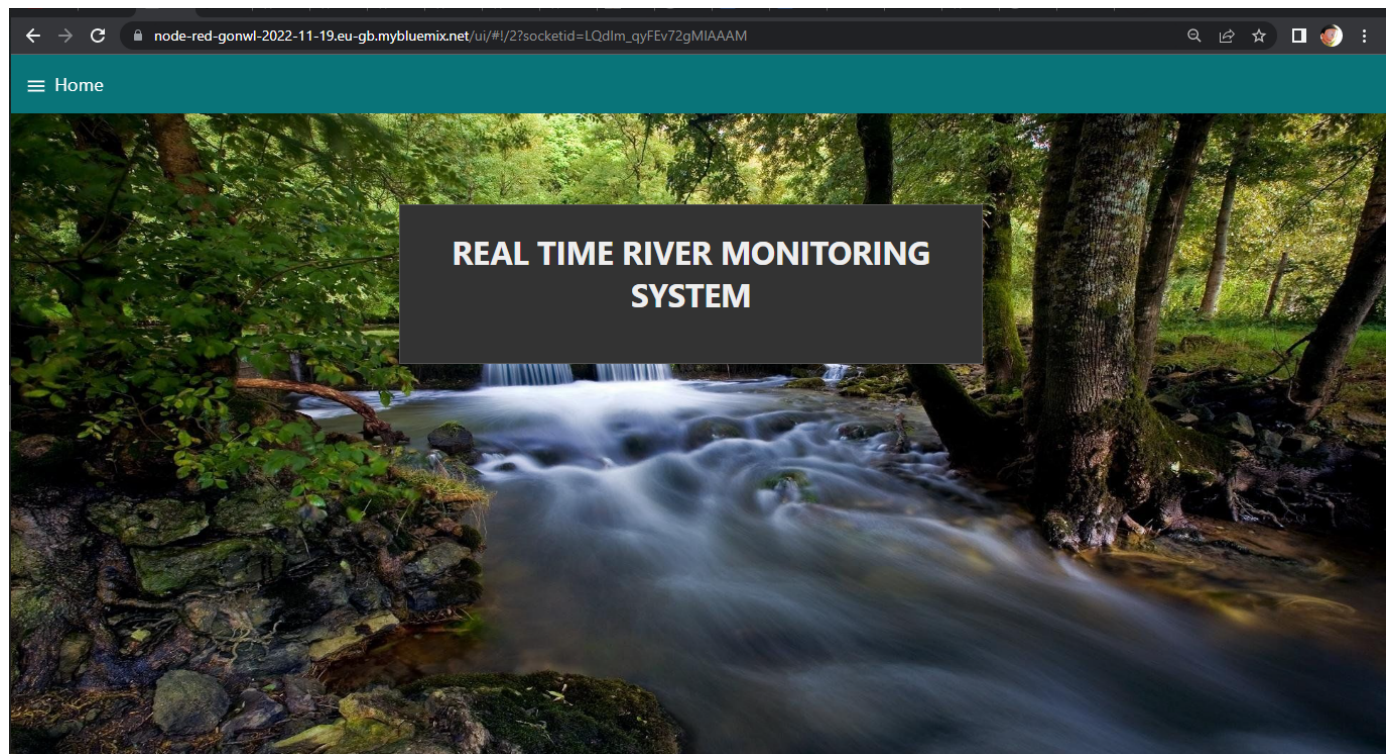 node-red-gonwl-2022-11-19.eu-gb.mybluemix.net/ui/#!/2?socketid=LQdlm_qyFEv72gMIAAAM
Home
REAL TIME RIVER MONITORING
SYSTEM